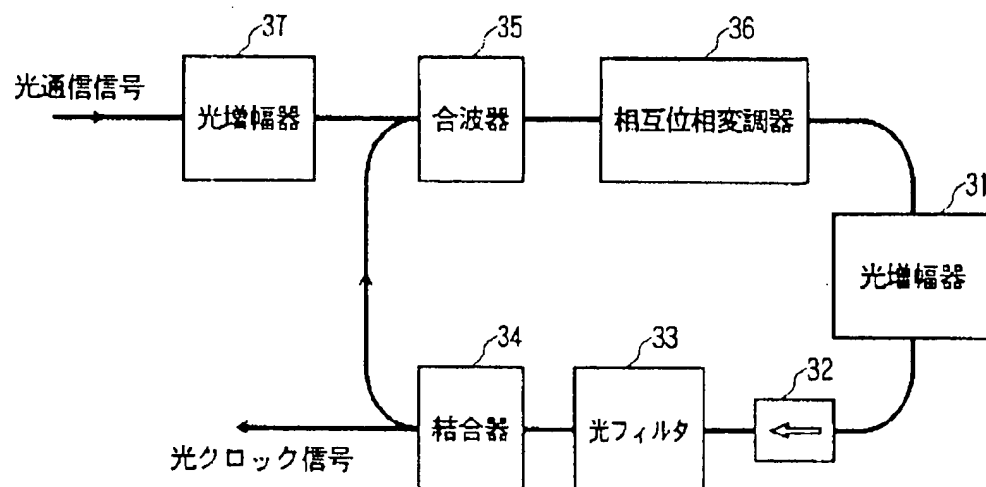 37
35
36
光通信信号
光増幅器
合波器
相互位相変調器
31
光増幅器
34
33
32
結合器
光フィルタ
光クロック信号